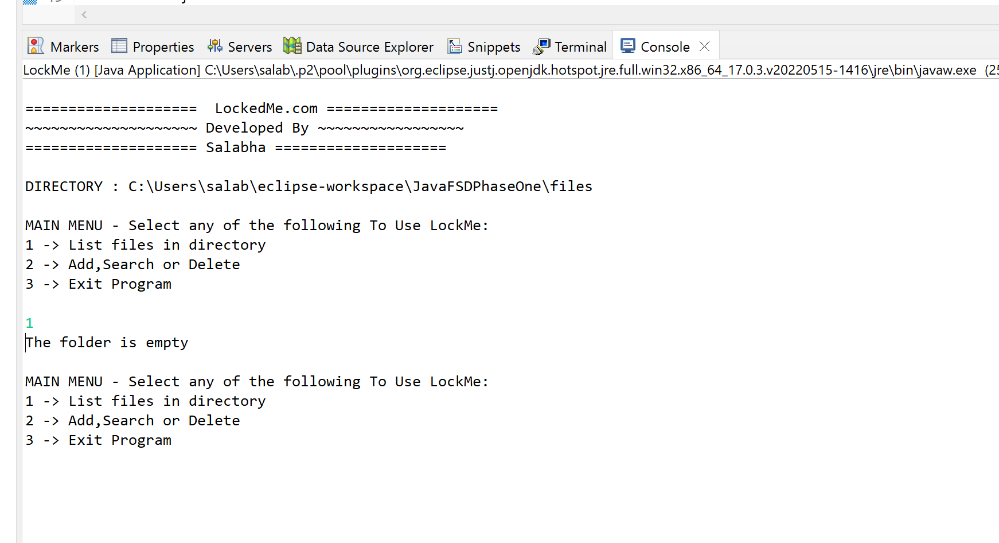 Markers Properties Servers Data Source Explorer Snippets Terminal Console
LockMe (1) [Java Application] C:\Users\salab\.p2\pool\plugins\org.eclipse.justj.openjdk.hotspot.jre.full.win32.x86_64_17.0.3.v20220515-1416\jre\bin\javaw.exe (25
====================  LockedMe.com ====================
~~~~~~~~~~~~~~~~~~~~ Developed By ~~~~~~~~~~~~~~~~~
==================== Salabha ====================
DIRECTORY : C:\Users\salab\eclipse-workspace\JavaFSDPhaseOne\files
MAIN MENU - Select any of the following To Use LockMe:
1 -> List files in directory
2 -> Add,Search or Delete
3 -> Exit Program
1
The folder is empty
MAIN MENU - Select any of the following To Use LockMe:
1 -> List files in directory
2 -> Add,Search or Delete
3 -> Exit Program